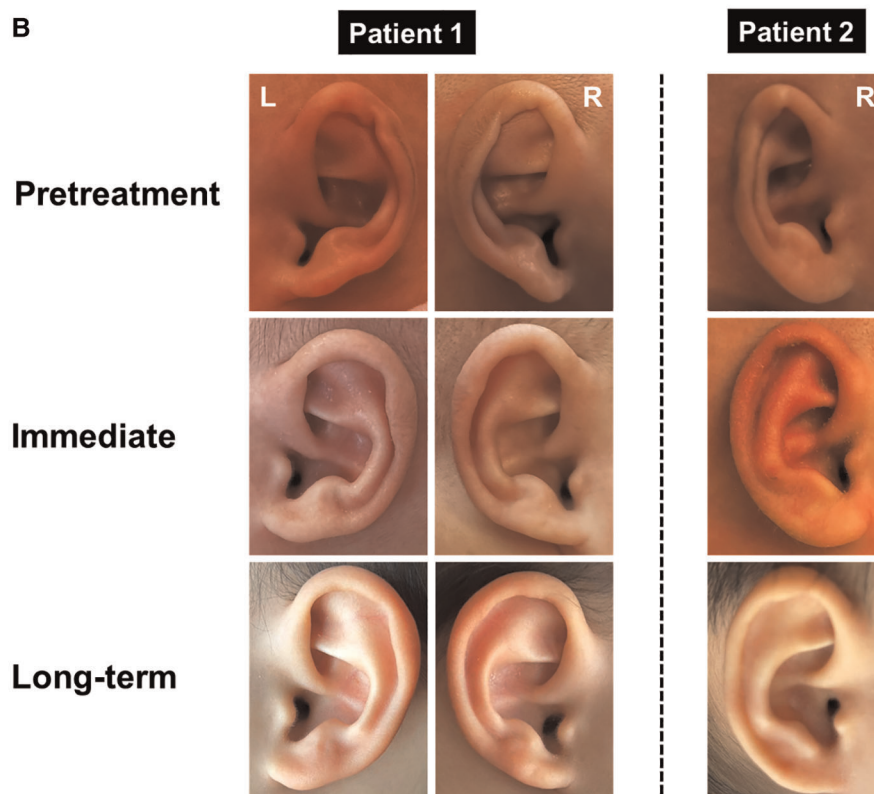 B
Patient 1
Patient 2
L
R
R
Pretreatment
Immediate
Long-term